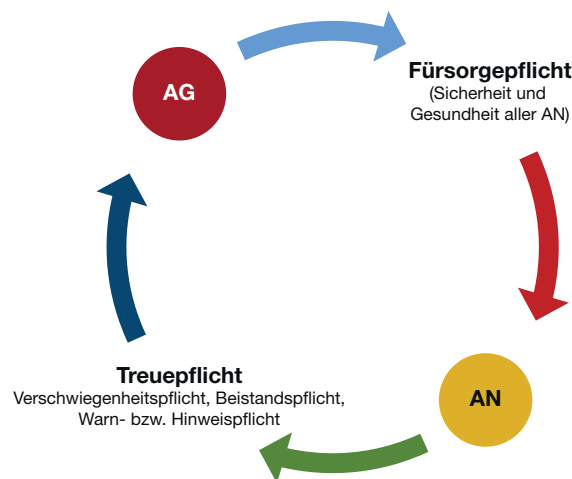 AG
Fürsorgepflicht
(Sicherheit und
Gesundheit aller AN)
AN
Treuepflicht
Verschwiegenheitspflicht, Beistandspflicht,
Warn- bzw. Hinweispflicht